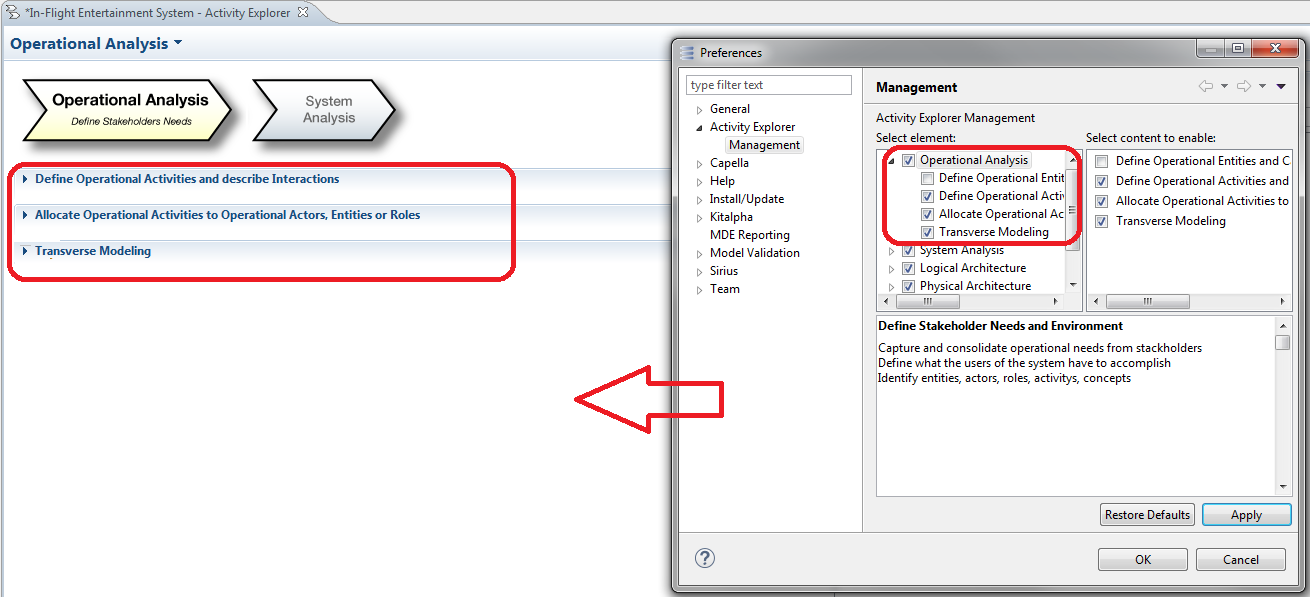 *In-Flight Entertainment System - Activity Explorer
Operational Analysis
Operational Analysis
Define Stakeholders Needs
System
Analysis
Define Operational Activities and describe Interactions
Allocate Operational Activities to Operational Actors, Entities or Roles
Transverse Modeling
Preferences
type filter text
General
Activity Explorer
Management
Capella
Help
Install/Update
Kitalpha
MDE Reporting
Model Validation
Sirius
Team
Management
Activity Explorer Management
Select element:
Operational Analysis
Define Operational Entit
Define Operational Activ
Allocate Operational Ac
Transverse Modeling
System Analysis
Logical Architecture
Physical Architecture
Select content to enable:
Define Operational Entities and C
Define Operational Activities and
Allocate Operational Activities to
Transverse Modeling
Define Stakeholder Needs and Environment
Capture and consolidate operational needs from stackholders
Define what the users of the system have to accomplish
Identify entities, actors, roles, activitys, concepts
Restore Defaults
Apply
?
OK
Cancel